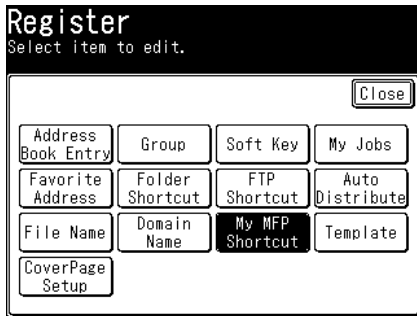 Register
Select item to edit.
Close
Address
Book Entry
Group
Soft Key
My Jobs
Favorite
Address
Folder
Shortcut
FTP
Shortcut
Auto
Distribute
File Name
Domain
Name
My MFP
Shortcut
Template
CoverPage
Setup